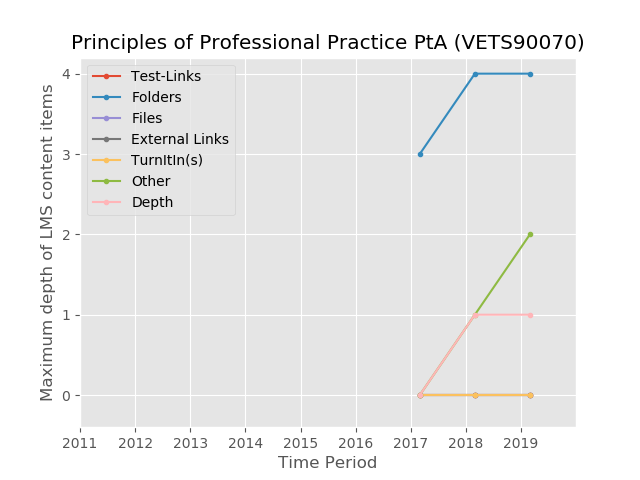 Principles of Professional Practice PtA (VETS90070)
Maximum depth of LMS content items
4
3
2
1
0
Test-Links
Folders
Files
External Links
TurnItIn(s)
Other
Depth
2011 2012 2013 2014 2015 2016 2017 2018 2019
Time Period